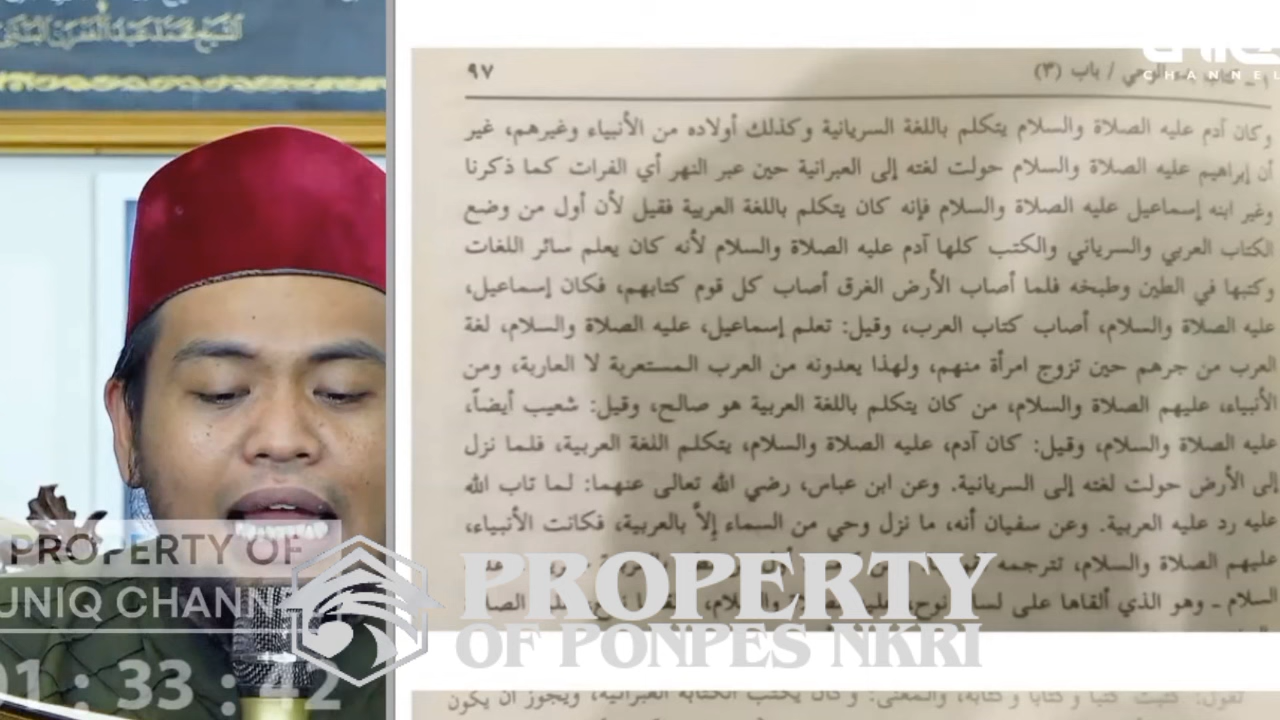 ٩٧
باب (٣)
وكان آدم عليه الصلاة والسلام يتكلم باللغة السريانية وكذلك أولاده من الأنبياء وغيرهم، غير
أن إبراهيم عليه الصلاة والسلام حولت لغته إلى العبرانية حين عبر النهر أي الفرات كما ذكرنا
وغير ابنه إسماعيل عليه الصلاة والسلام فإنه كان يتكلم باللغة العربية فقيل لأن أول من وضع
الكتاب العربي والسرياني والكتب كلها آدم عليه الصلاة والسلام لأنه كان يعلم سائر اللغات
وكتبها في الطين وطبخه فلما أصاب الأرض الغرق أصاب كل قوم كتابهم، فكان إسماعيل،
عليه الصلاة والسلام، أصاب كتاب العرب، وقيل: تعلم إسماعيل، عليه الصلاة والسلام، لغة
العرب من جرهم حين تزوج امرأة منهم، ولهذا يعدونه من العرب المستعربة لا العاربة، ومن
الأنبياء، عليهم الصلاة والسلام، من كان يتكلم باللغة العربية هو صالح، وقيل: شعيب أيضاً،
عليه الصلاة والسلام، وقيل: كان آدم، عليه الصلاة والسلام، يتكلم اللغة العربية، فلما نزل
إلى الأرض حولت لغته إلى السريانية. وعن ابن عباس، رضي الله تعالى عنهما: لما تاب الله
عليه رد عليه العربية. وعن سفيان أنه، ما نزل وحي من السماء إلاّ بالعربية، فكانت الأنبياء،
عليهم الصلاة والسلام، تترجمه
السلام ـ وهو الذي ألقاها على
ويجوز أن يكون
CHANNEL
PROPERTY OF
UNIQ CHANNE
01 : 33 : 42
PROPERTY
OF PONPES NKRI